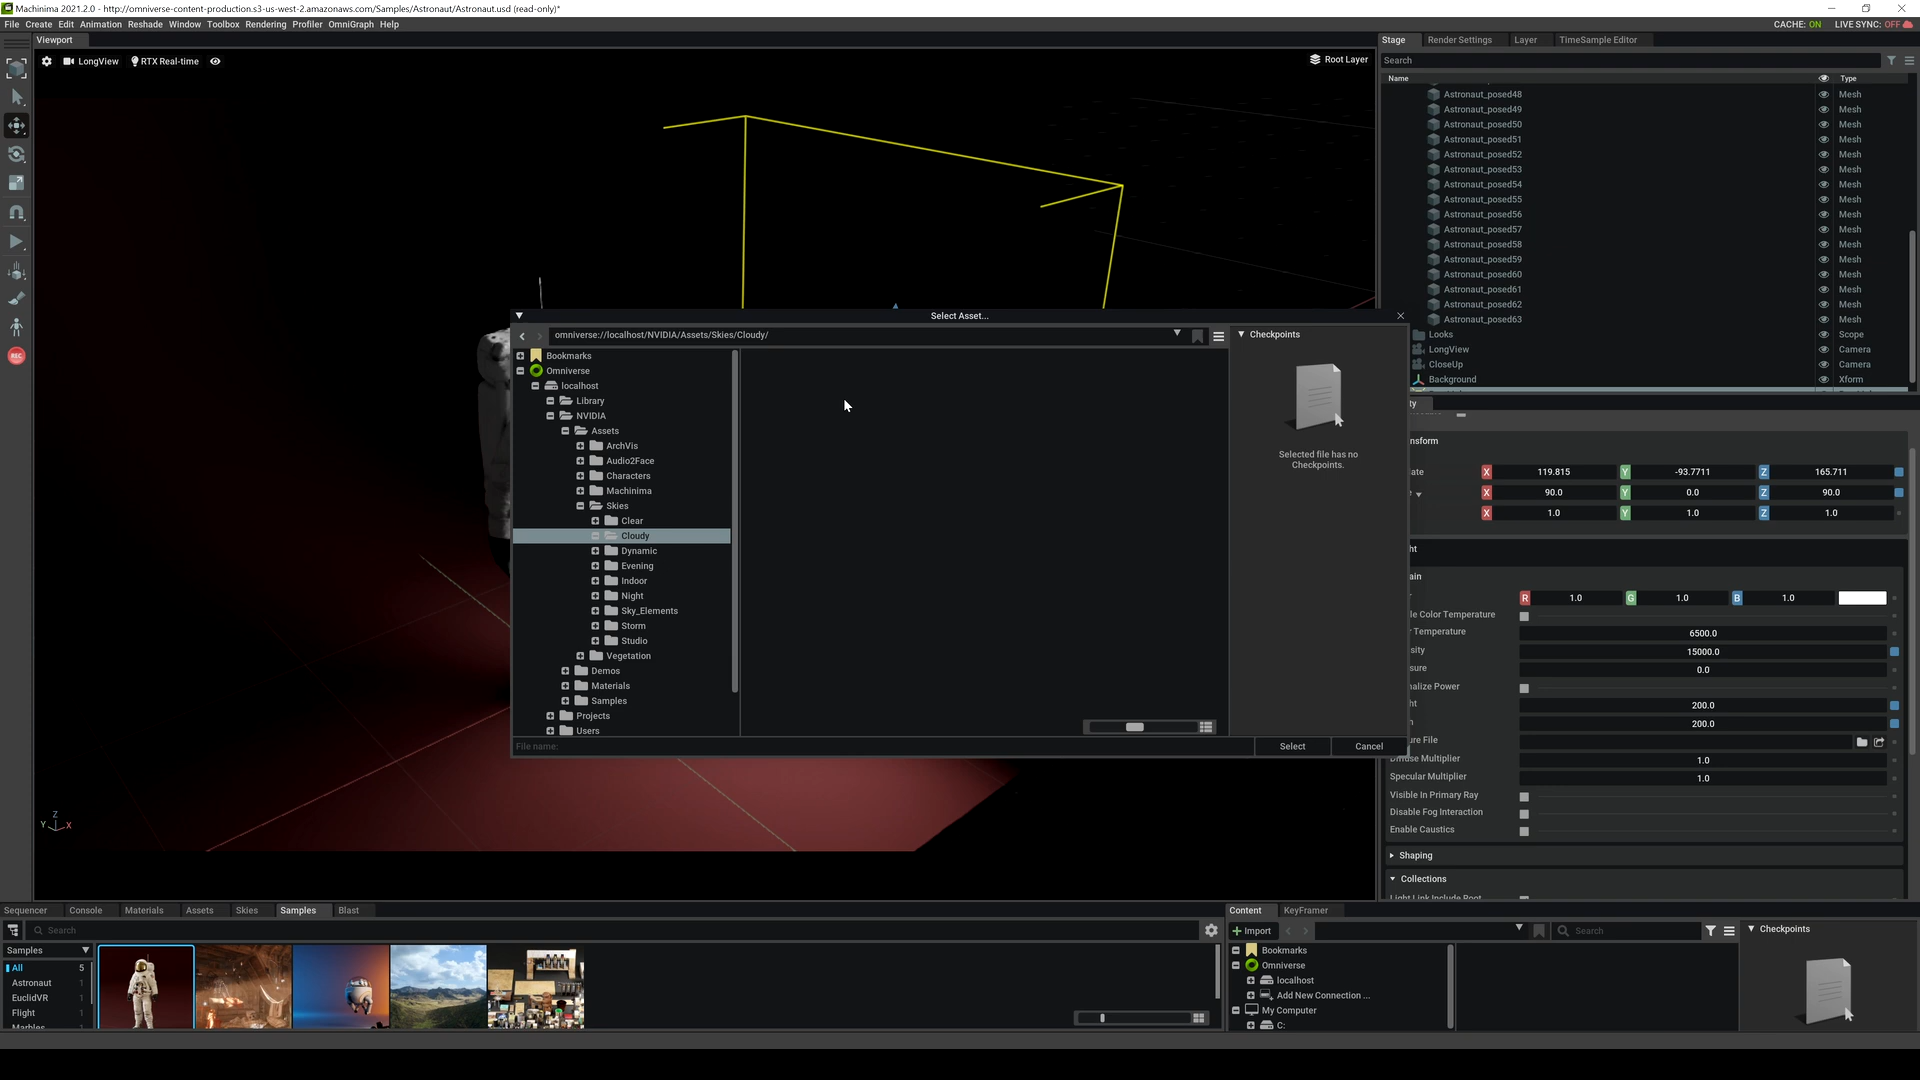 Machinima 2021.2.0 - http://omniverse-content-production.s3-us-west-2.amazonaws.com/Samples/Astronaut/Astronaut.usd (read-only)*
File Create Edit Animation Reshade Window Toolbox Rendering Profiler OmniGraph Help
CACHE: ON LIVE SYNC: OFF
Viewport
LongView RTX Real-time
Root Layer
Stage Render Settings Layer TimeSample Editor
Search
Name Type
Astronaut_posed48 Mesh
Astronaut_posed49 Mesh
Astronaut_posed50 Mesh
Astronaut_posed51 Mesh
Astronaut_posed52 Mesh
Astronaut_posed53 Mesh
Astronaut_posed54 Mesh
Astronaut_posed55 Mesh
Astronaut_posed56 Mesh
Astronaut_posed57 Mesh
Astronaut_posed58 Mesh
Astronaut_posed59 Mesh
Astronaut_posed60 Mesh
Astronaut_posed61 Mesh
Astronaut_posed62 Mesh
Astronaut_posed63 Mesh
Looks Scope
LongView Camera
CloseUp Camera
Background Xform
REC
Select Asset...
omniverse://localhost/NVIDIA/Assets/Skies/Cloudy/
Bookmarks
Omniverse
localhost
Library
NVIDIA
Assets
ArchVis
Audio2Face
Characters
Machinima
Skies
Clear
Cloudy
Dynamic
Evening
Indoor
Night
Sky_Elements
Storm
Studio
Vegetation
Demos
Materials
Samples
Projects
Users
File name:
Select Cancel
Checkpoints
Selected file has no
Checkpoints.
ty
nsform
ate X 119.815 Y -93.7711 Z 165.711
e X 90.0 Y 0.0 Z 90.0
X 1.0 Y 1.0 Z 1.0
ht
ain
r R 1.0 G 1.0 B 1.0
le Color Temperature
r Temperature 6500.0
sity 15000.0
sure 0.0
nalize Power
ht 200.0
h 200.0
ure File
Diffuse Multiplier 1.0
Specular Multiplier 1.0
Visible In Primary Ray
Disable Fog Interaction
Enable Caustics
Shaping
Collections
Light Link Include Root
Z
Y X
Sequencer Console Materials Assets Skies Samples Blast
Search
Samples
All 5
Astronaut 1
EuclidVR 1
Flight 1
Marbles
Content KeyFramer
Import
Search
Bookmarks
Omniverse
localhost
Add New Connection ...
My Computer
C:
Checkpoints